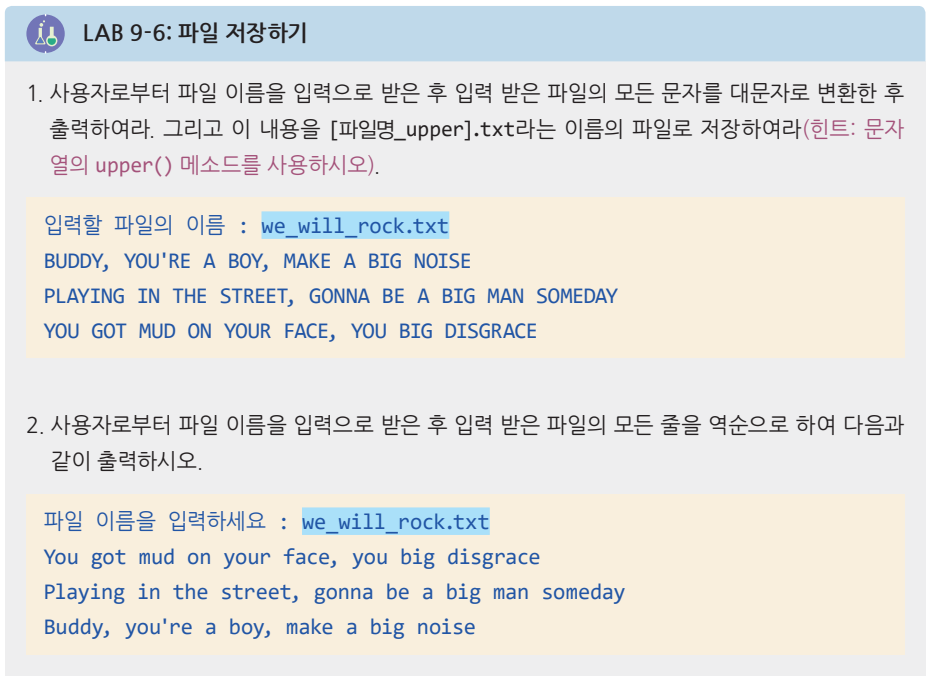 LAB 9-6: 파일 저장하기
1. 사용자로부터 파일 이름을 입력으로 받은 후 입력 받은 파일의 모든 문자를 대문자로 변환한 후
출력하여라. 그리고 이 내용을 [파일명_upper].txt라는 이름의 파일로 저장하여라(힌트: 문자
열의 upper() 메소드를 사용하시오).
입력할 파일의 이름 : we_will_rock.txt
BUDDY, YOU'RE A BOY, MAKE A BIG NOISE
PLAYING IN THE STREET, GONNA BE A BIG MAN SOMEDAY
YOU GOT MUD ON YOUR FACE, YOU BIG DISGRACE
2. 사용자로부터 파일 이름을 입력으로 받은 후 입력 받은 파일의 모든 줄을 역순으로 하여 다음과
같이 출력하시오.
파일 이름을 입력하세요 : we_will_rock.txt
You got mud on your face, you big disgrace
Playing in the street, gonna be a big man someday
Buddy, you're a boy, make a big noise